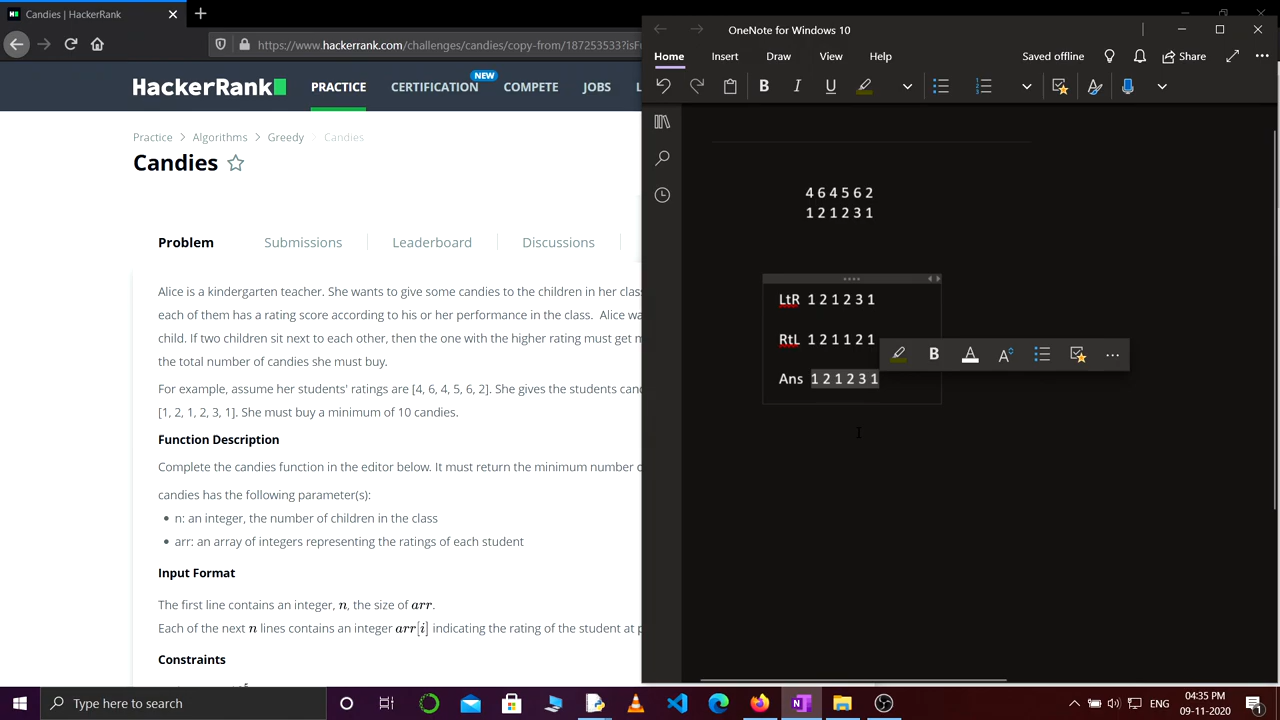 Candies | HackerRank
https://www.hackerrank.com/challenges/candies/copy-from/187253533?isFu
HackerRank
PRACTICE
CERTIFICATION
NEW
COMPETE
JOBS
L
Practice > Algorithms > Greedy > Candies
Candies
Problem
Submissions
Leaderboard
Discussions
Alice is a kindergarten teacher. She wants to give some candies to the children in her clas
each of them has a rating score according to his or her performance in the class. Alice wa
child. If two children sit next to each other, then the one with the higher rating must get m
the total number of candies she must buy.
For example, assume her students' ratings are [4, 6, 4, 5, 6, 2]. She gives the students can
[1, 2, 1, 2, 3, 1]. She must buy a minimum of 10 candies.
Function Description
Complete the candies function in the editor below. It must return the minimum number o
candies has the following parameter(s):
• n: an integer, the number of children in the class
• arr: an array of integers representing the ratings of each student
Input Format
The first line contains an integer, n, the size of arr.
Each of the next n lines contains an integer arr[i] indicating the rating of the student at p
Constraints
OneNote for Windows 10
Home
Insert
Draw
View
Help
Saved offline
Share
B I U
4 6 4 5 6 2
1 2 1 2 3 1
LtR 1 2 1 2 3 1
RtL 1 2 1 1 2 1
B A A
Ans 1 2 1 2 3 1
Type here to search
ENG
04:35 PM
09-11-2020
1